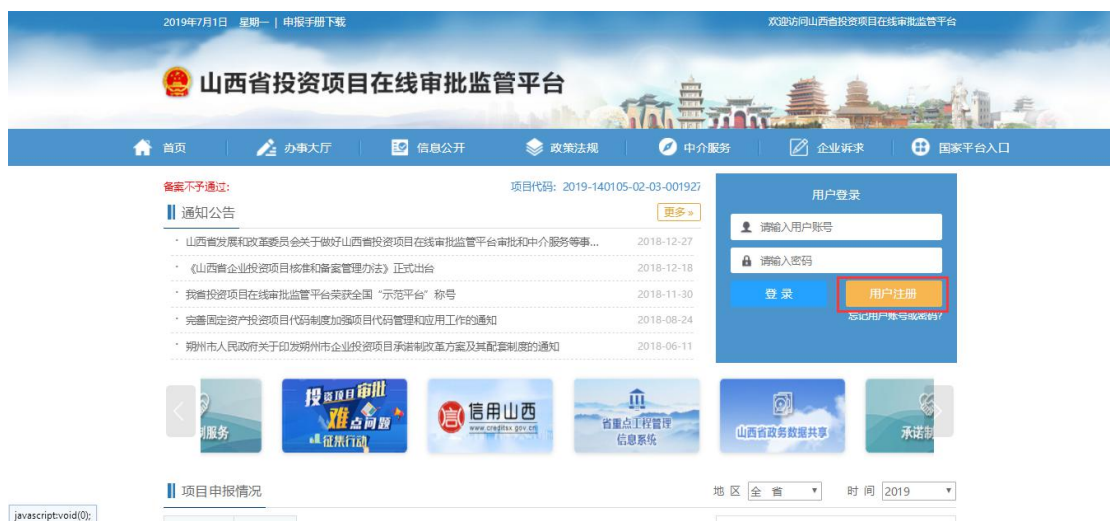 2019年7月1日 星期一 | 申报手册下载
欢迎访问山西省投资项目在线审批监管平台
山西省投资项目在线审批监管平台
首页
办事大厅
信息公开
政策法规
中介服务
企业诉求
国家平台入口
备案不予通过:
项目代码: 2019-140105-02-03-001927
通知公告
更多»
山西省发展和改革委员会关于做好山西省投资项目在线审批监管平台审批和中介服务等事... 2018-12-27
《山西省企业投资项目核准和备案管理办法》正式出台 2018-12-18
我省投资项目在线审批监管平台荣获全国“示范平台”称号 2018-11-30
完善固定资产投资项目代码制度加强项目代码管理和应用工作的通知 2018-08-24
朔州市人民政府关于印发朔州市企业投资项目承诺制改革方案及其配套制度的通知 2018-06-11
用户登录
请输入用户账号
请输入密码
登录
用户注册
忘记用户账号或密码?
制服务
投资项目审批
难点问题
征集行动
信用山西
www.creditsx.gov.cn
省重点工程管理
信息系统
山西省政务数据共享
承诺制
项目申报情况
地区 全省
时间 2019
javascript:void(0);